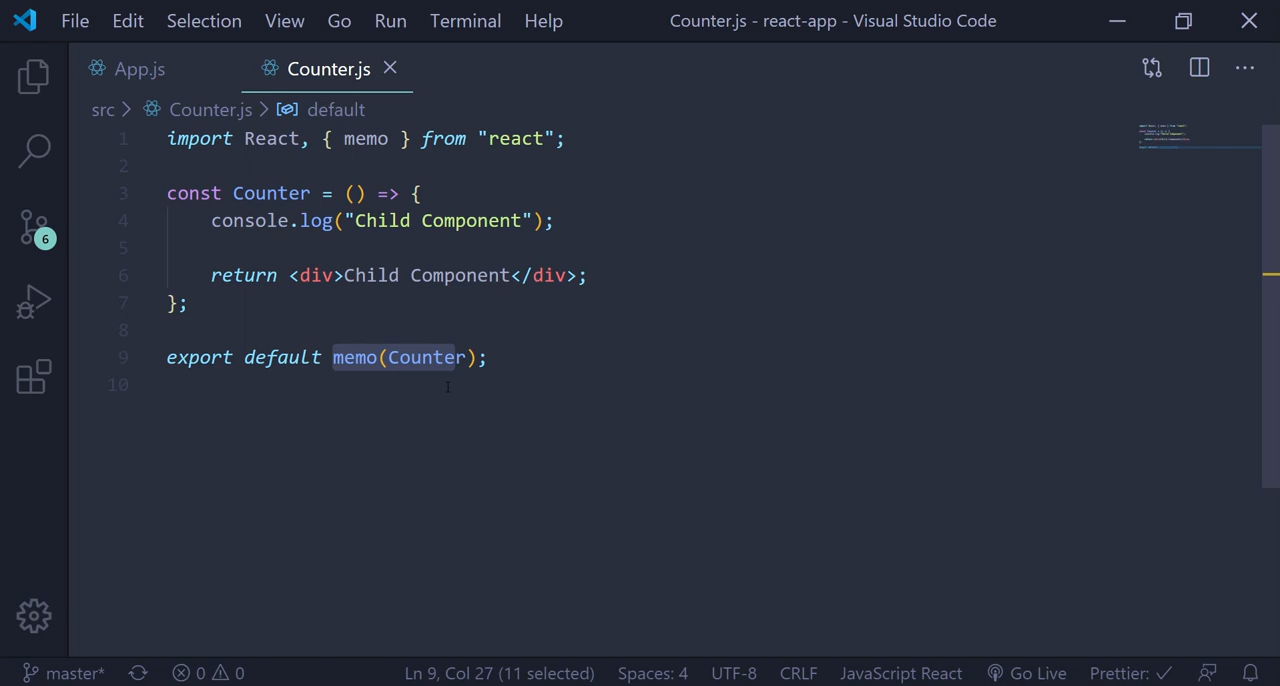 File Edit Selection View Go Run Terminal Help Counter.js - react-app - Visual Studio Code
App.js Counter.js
src > Counter.js > default
1 import React, { memo } from "react";
2
3 const Counter = () => {
4 console.log("Child Component");
5
6 return <div>Child Component</div>;
7 };
8
9 export default memo(Counter);
10
6
master* 0 0 Ln 9, Col 27 (11 selected) Spaces: 4 UTF-8 CRLF JavaScript React Go Live Prettier: ✓